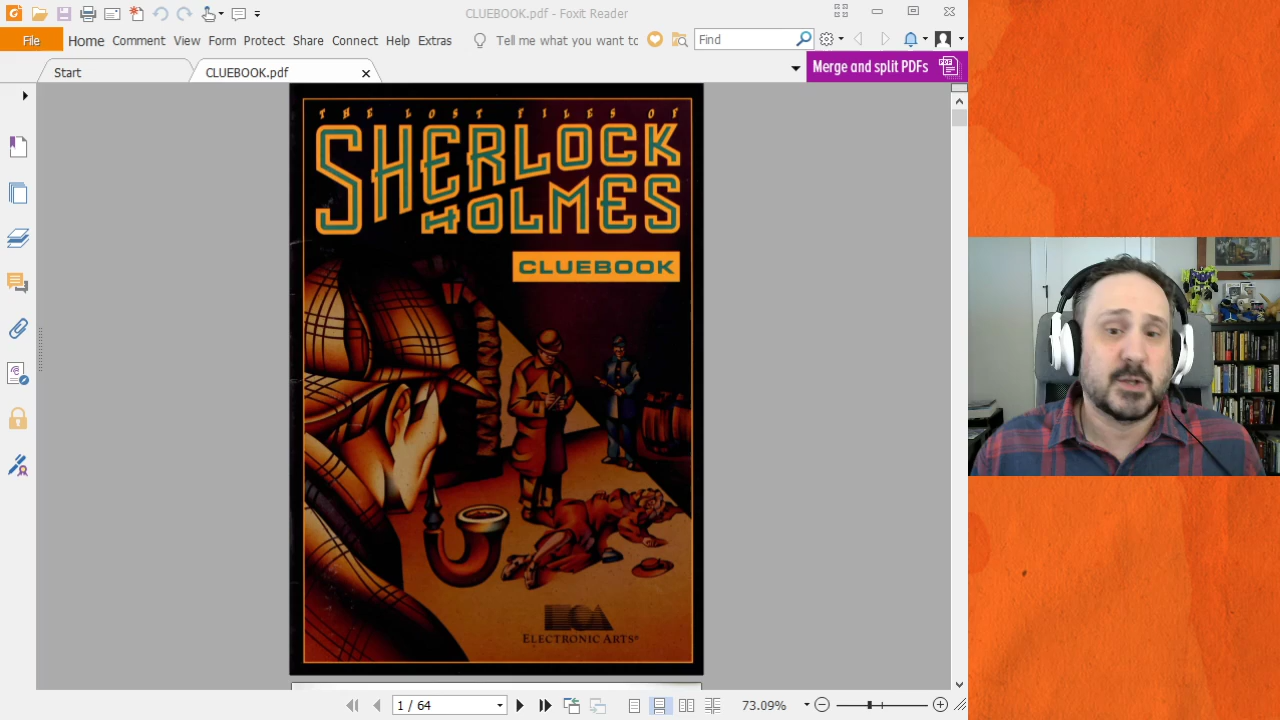 CLUEBOOK.pdf - Foxit Reader
File Home Comment View Form Protect Share Connect Help Extras Tell me what you want to Find
Start CLUEBOOK.pdf Merge and split PDFs
THE LOST FILES OF
SHERLOCK
HOLMES
CLUEBOOK
ELECTRONIC ARTS®
1 / 64 73.09%